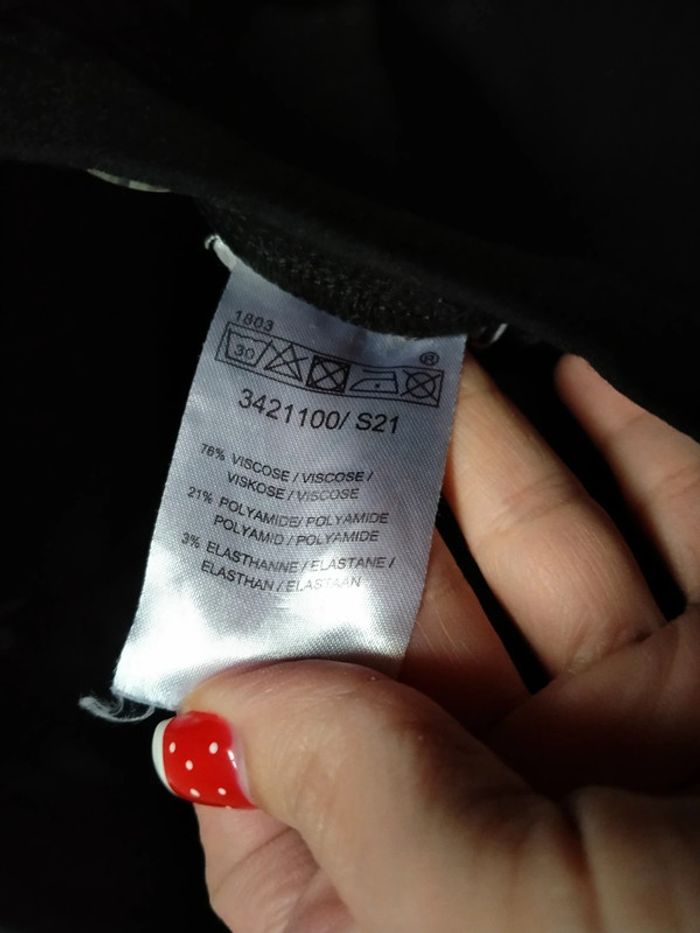 1803
30
®
3421100/ S21
76% VISCOSE / VISCOSE /
VISKOSE / VISCOSE
21% POLYAMIDE/ POLYAMIDE
POLYAMID / POLYAMIDE
3% ELASTHANNE / ELASTANE /
ELASTHAN / ELASTAAN